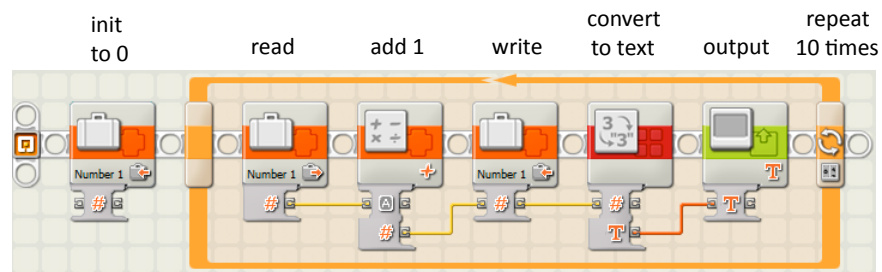 init
to 0
read
add 1
write
convert
to text
output
repeat
10 times
Number 1
Number 1
Number 1
3
"3"
#
A
#
#
#
T
T
T